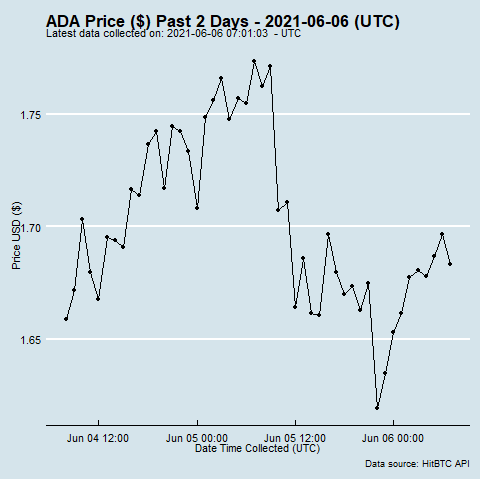 ADA Price ($) Past 2 Days - 2021-06-06 (UTC)
Latest data collected on: 2021-06-06 07:01:03 - UTC
1.75
1.70
1.65
Price USD ($)
Jun 04 12:00 Jun 05 00:00 Jun 05 12:00 Jun 06 00:00
Date Time Collected (UTC)
Data source: HitBTC API